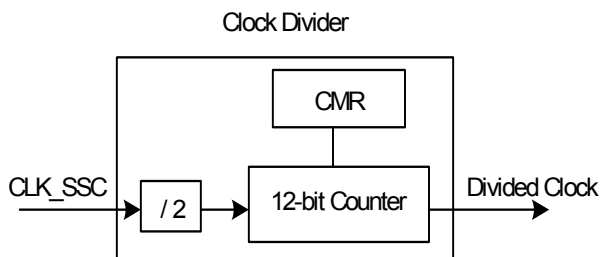 Clock Divider
CMR
CLK_SSC
/ 2
12-bit Counter
Divided Clock